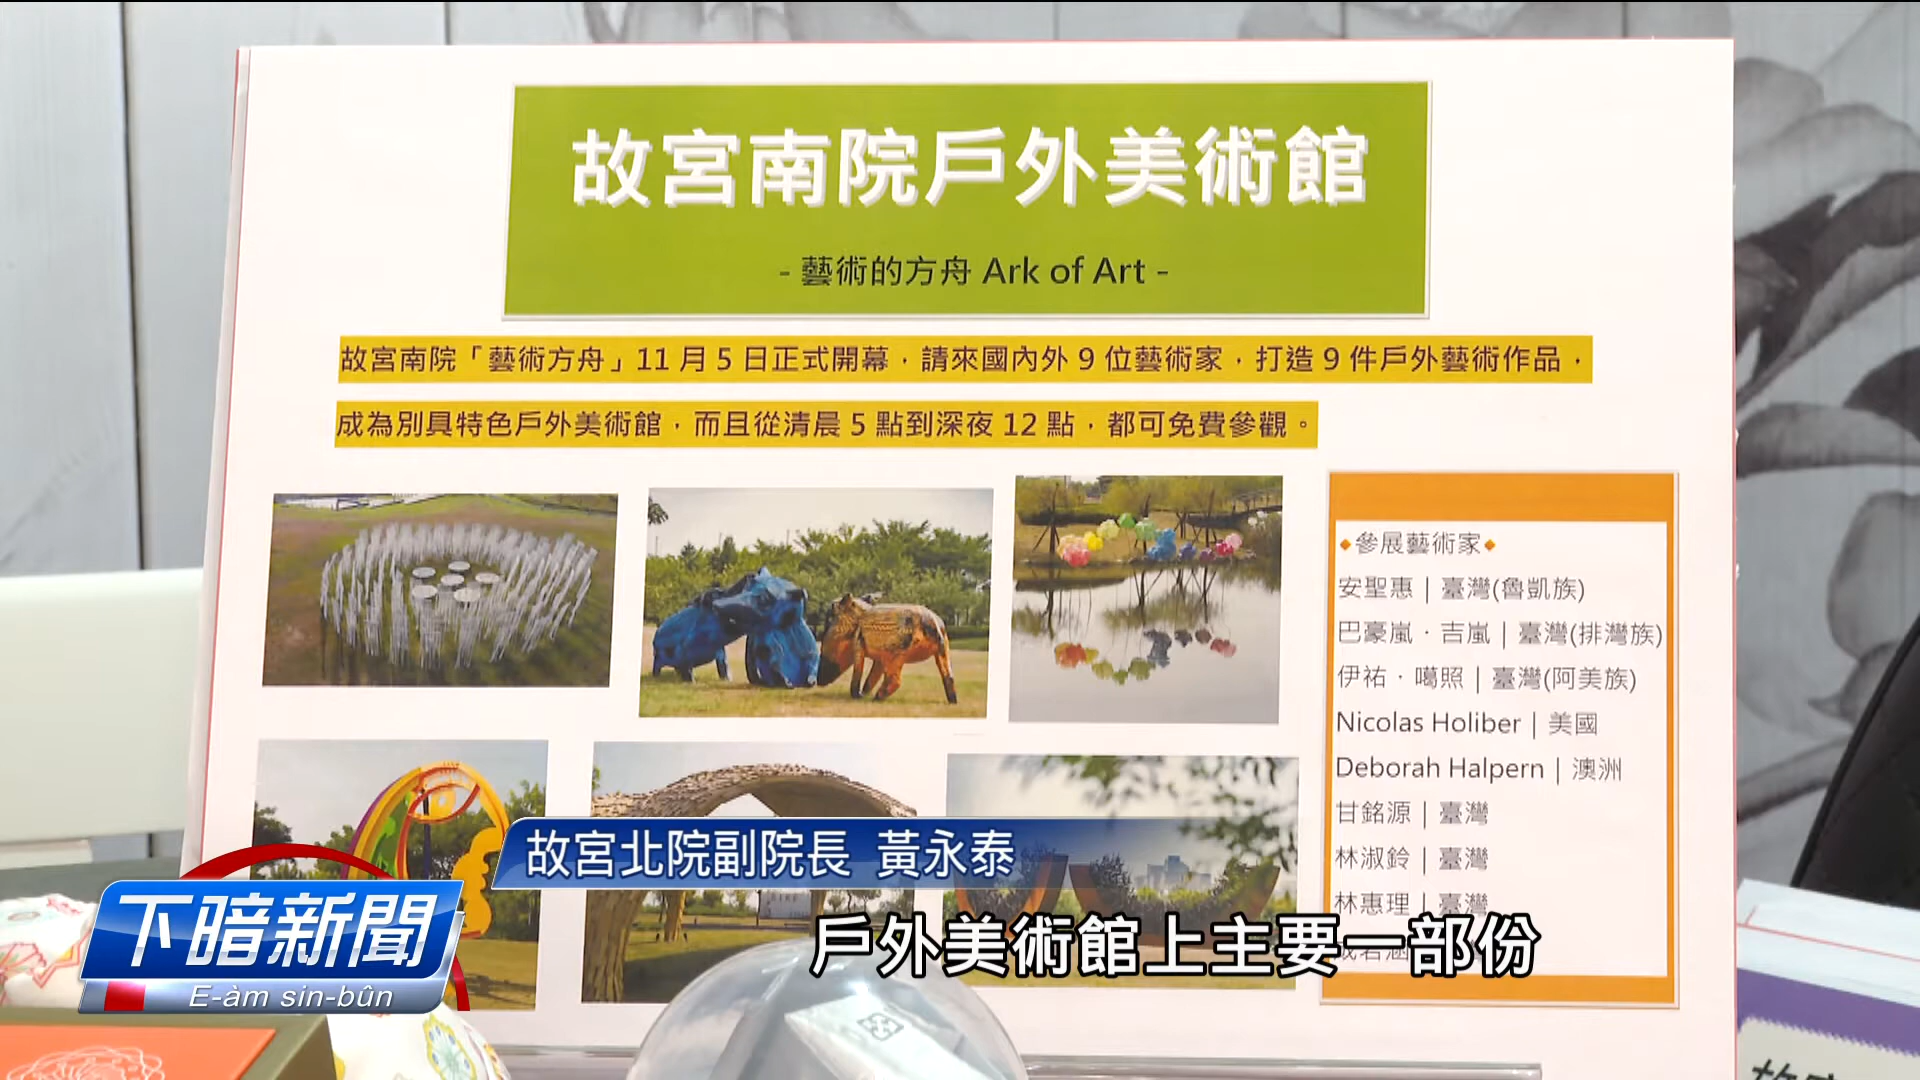 故宮南院戶外美術館
- 藝術的方舟 Ark of Art -
故宮南院「藝術方舟」11 月 5 日正式開幕，請來國內外 9 位藝術家，打造 9 件戶外藝術作品，
成為別具特色戶外美術館，而且從清晨 5 點到深夜 12 點，都可免費參觀。
◆參展藝術家◆
安聖惠｜臺灣(魯凱族)
巴豪嵐．吉嵐｜臺灣(排灣族)
伊祐．噶照｜臺灣(阿美族)
Nicolas Holiber｜美國
Deborah Halpern｜澳洲
甘銘源｜臺灣
林淑鈴｜臺灣
林惠理｜臺灣
故宮北院副院長 黃永泰
下暗新聞
E-àm sin-bûn
戶外美術館上主要一部份